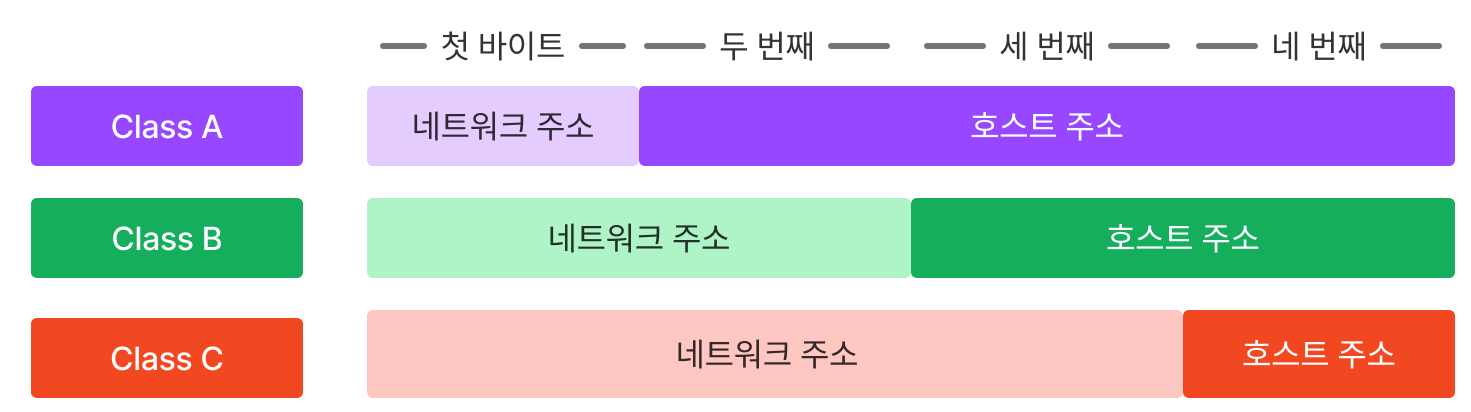 첫 바이트 두 번째 세 번째 네 번째
Class A 네트워크 주소 호스트 주소
Class B 네트워크 주소 호스트 주소
Class C 네트워크 주소 호스트 주소